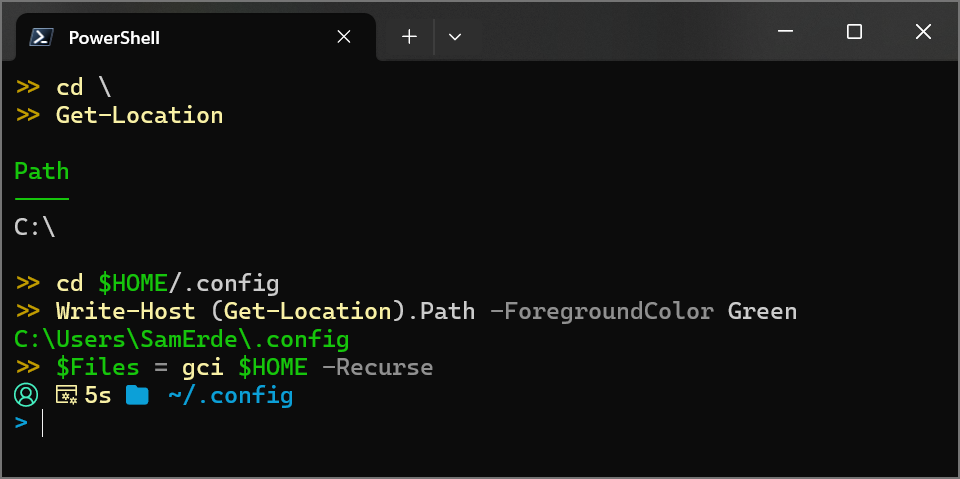 PowerShell
>> cd \
>> Get-Location
Path
----
C:\
>> cd $HOME/.config
>> Write-Host (Get-Location).Path -ForegroundColor Green
C:\Users\SamErde\.config
>> $Files = gci $HOME -Recurse
5s ~/.config
>